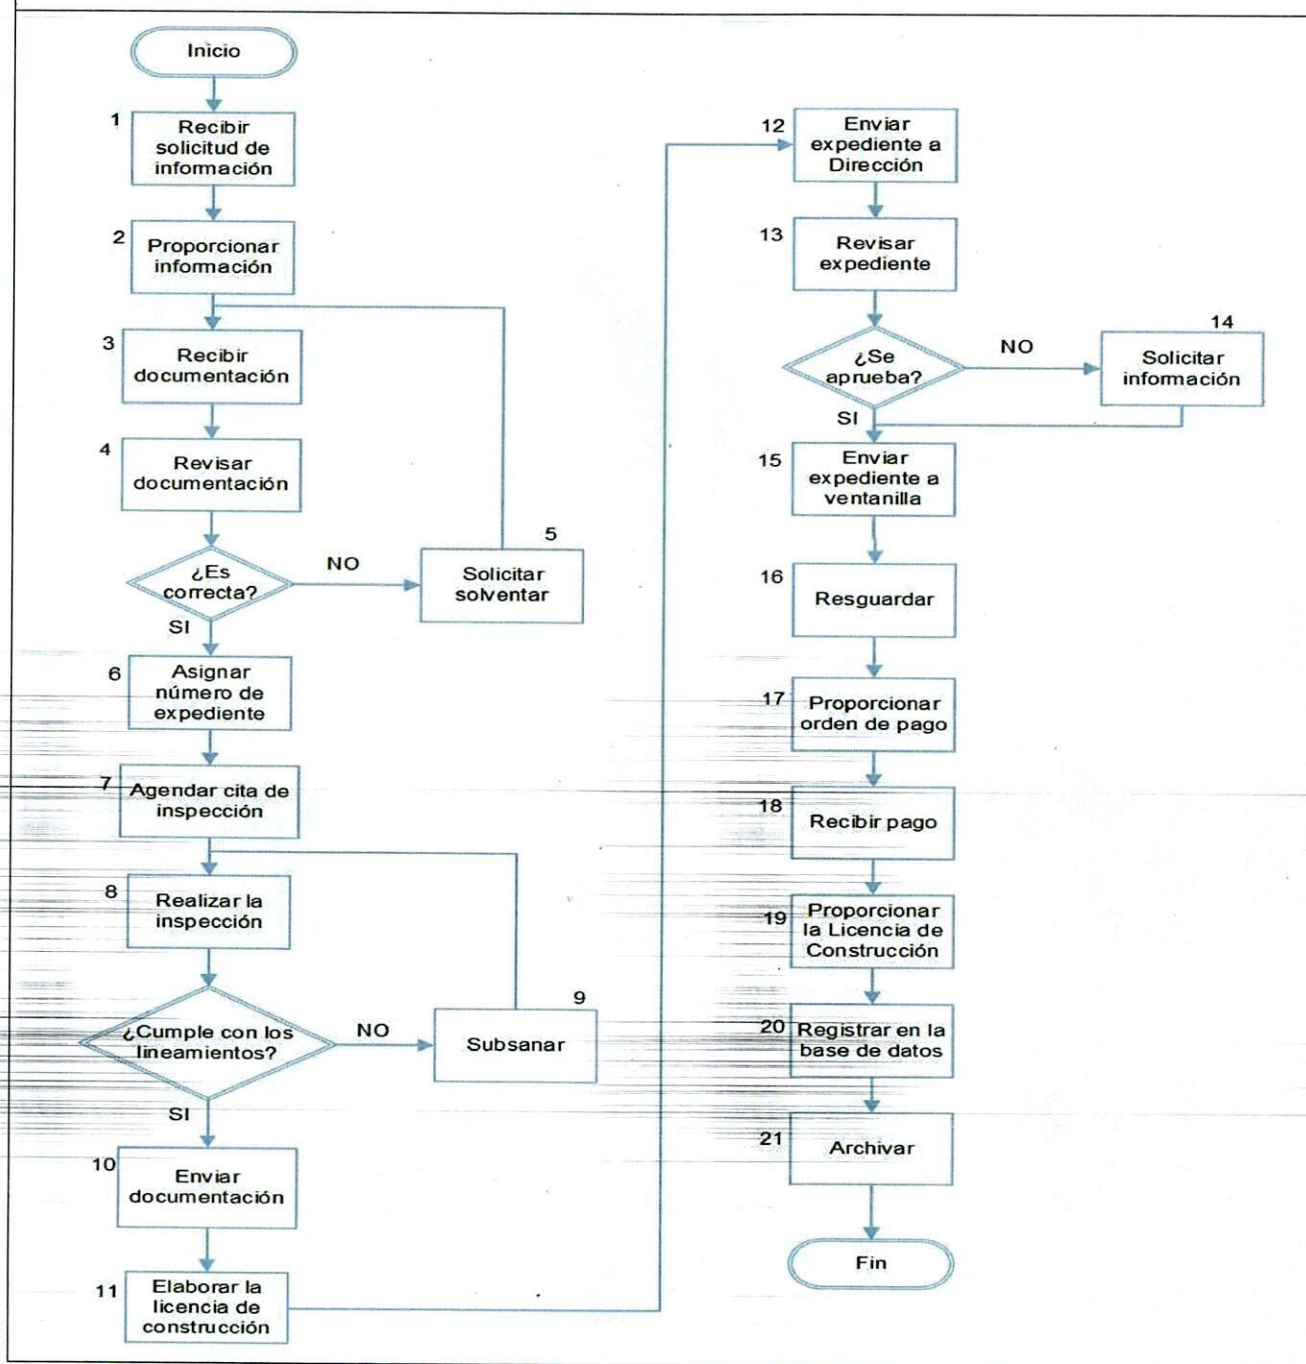 Inicio
1
Recibir
solicitud de
información
2
Proporcionar
información
3
Recibir
documentación
4
Revisar
documentación
¿Es
correcta?
NO
5
Solicitar
solventar
SI
6
Asignar
número de
expediente
7
Agendar cita de
inspección
8
Realizar la
inspección
¿Cumple con los
lineamientos?
NO
9
Subsanar
SI
10
Enviar
documentación
11
Elaborar la
licencia de
construcción
12
Enviar
expediente a
Dirección
13
Revisar
expediente
¿Se
aprueba?
NO
14
Solicitar
información
SI
15
Enviar
expediente a
ventanilla
16
Resguardar
17
Proporcionar
orden de pago
18
Recibir pago
19
Proporcionar
la Licencia de
Construcción
20
Registrar en la
base de datos
21
Archivar
Fin